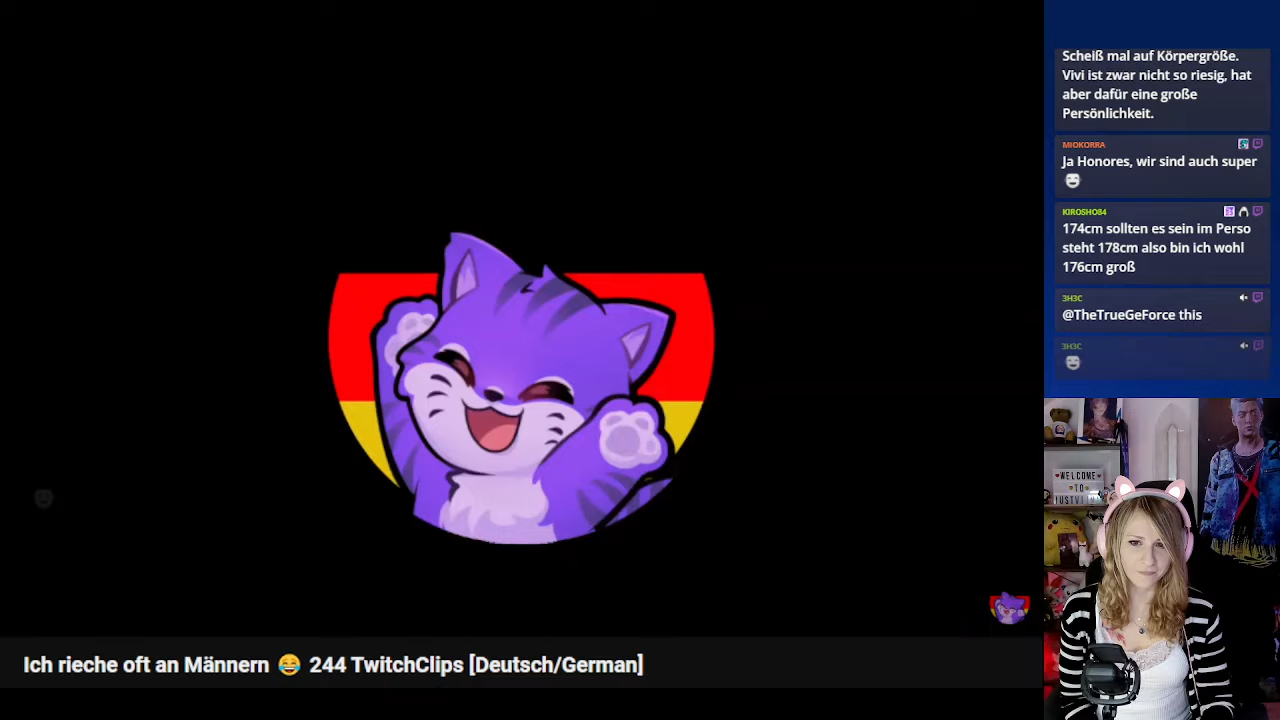 Scheiß mal auf Körpergröße.
Vivi ist zwar nicht so riesig, hat
aber dafür eine große
Persönlichkeit.
MIOKORRA
Ja Honores, wir sind auch super
KIROSHO84
174cm sollten es sein im Perso
steht 178cm also bin ich wohl
176cm groß
3H3C
@TheTrueGeForce this
3H3C
WELCOME
TO
Ich rieche oft an Männern 😂 244 TwitchClips [Deutsch/German]